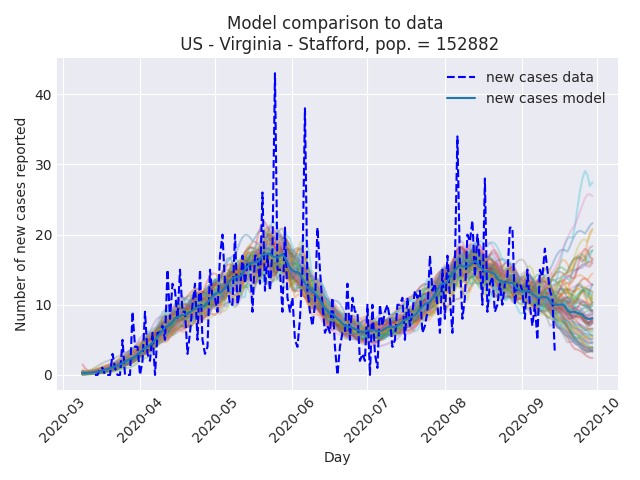 Model comparison to data
US - Virginia - Stafford, pop. = 152882
new cases data
new cases model
Number of new cases reported
40
30
20
10
0
2020-03
2020-04
2020-05
2020-06
2020-07
2020-08
2020-09
2020-10
Day